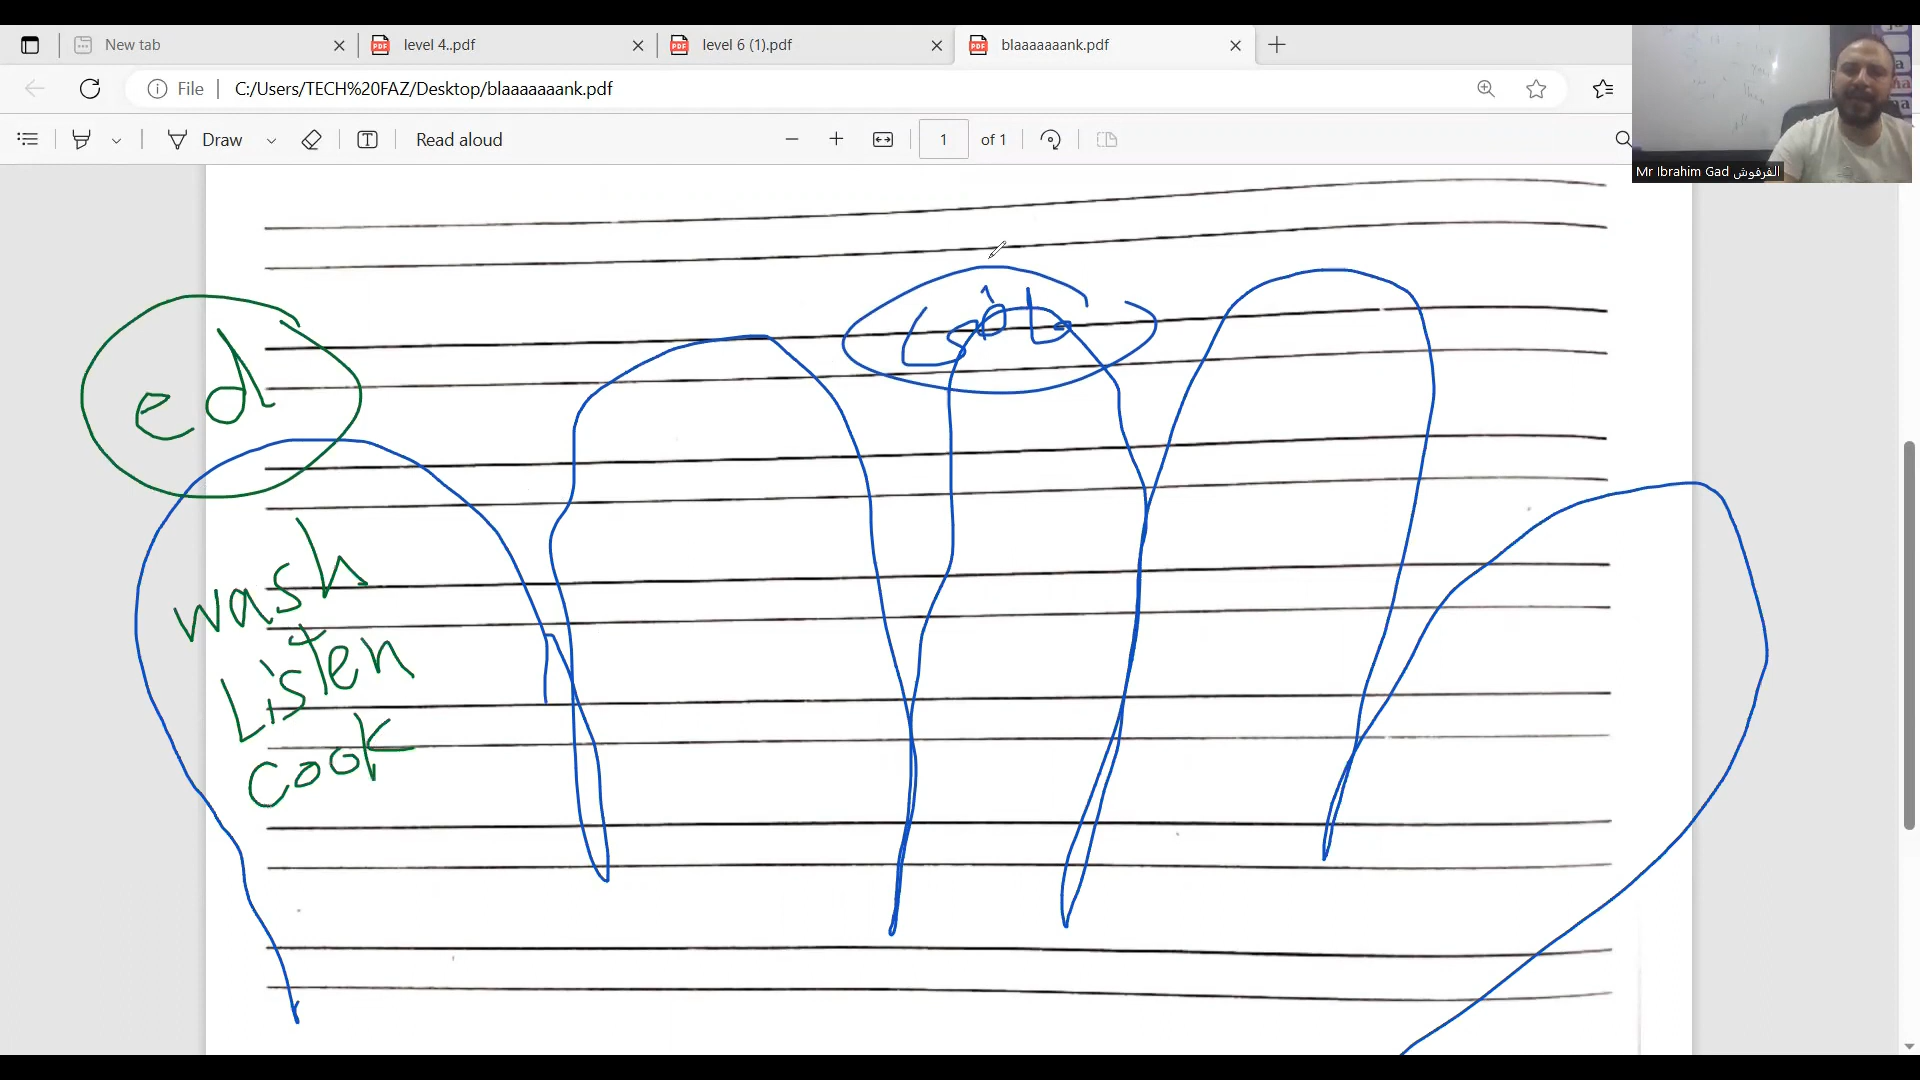 New tab
level 4..pdf
level 6 (1).pdf
blaaaaaaank.pdf
File
C:/Users/TECH%20FAZ/Desktop/blaaaaaaank.pdf
Draw
Read aloud
1
of 1
Mr Ibrahim Gad الفرفوش
ed
wash
Listen
cook